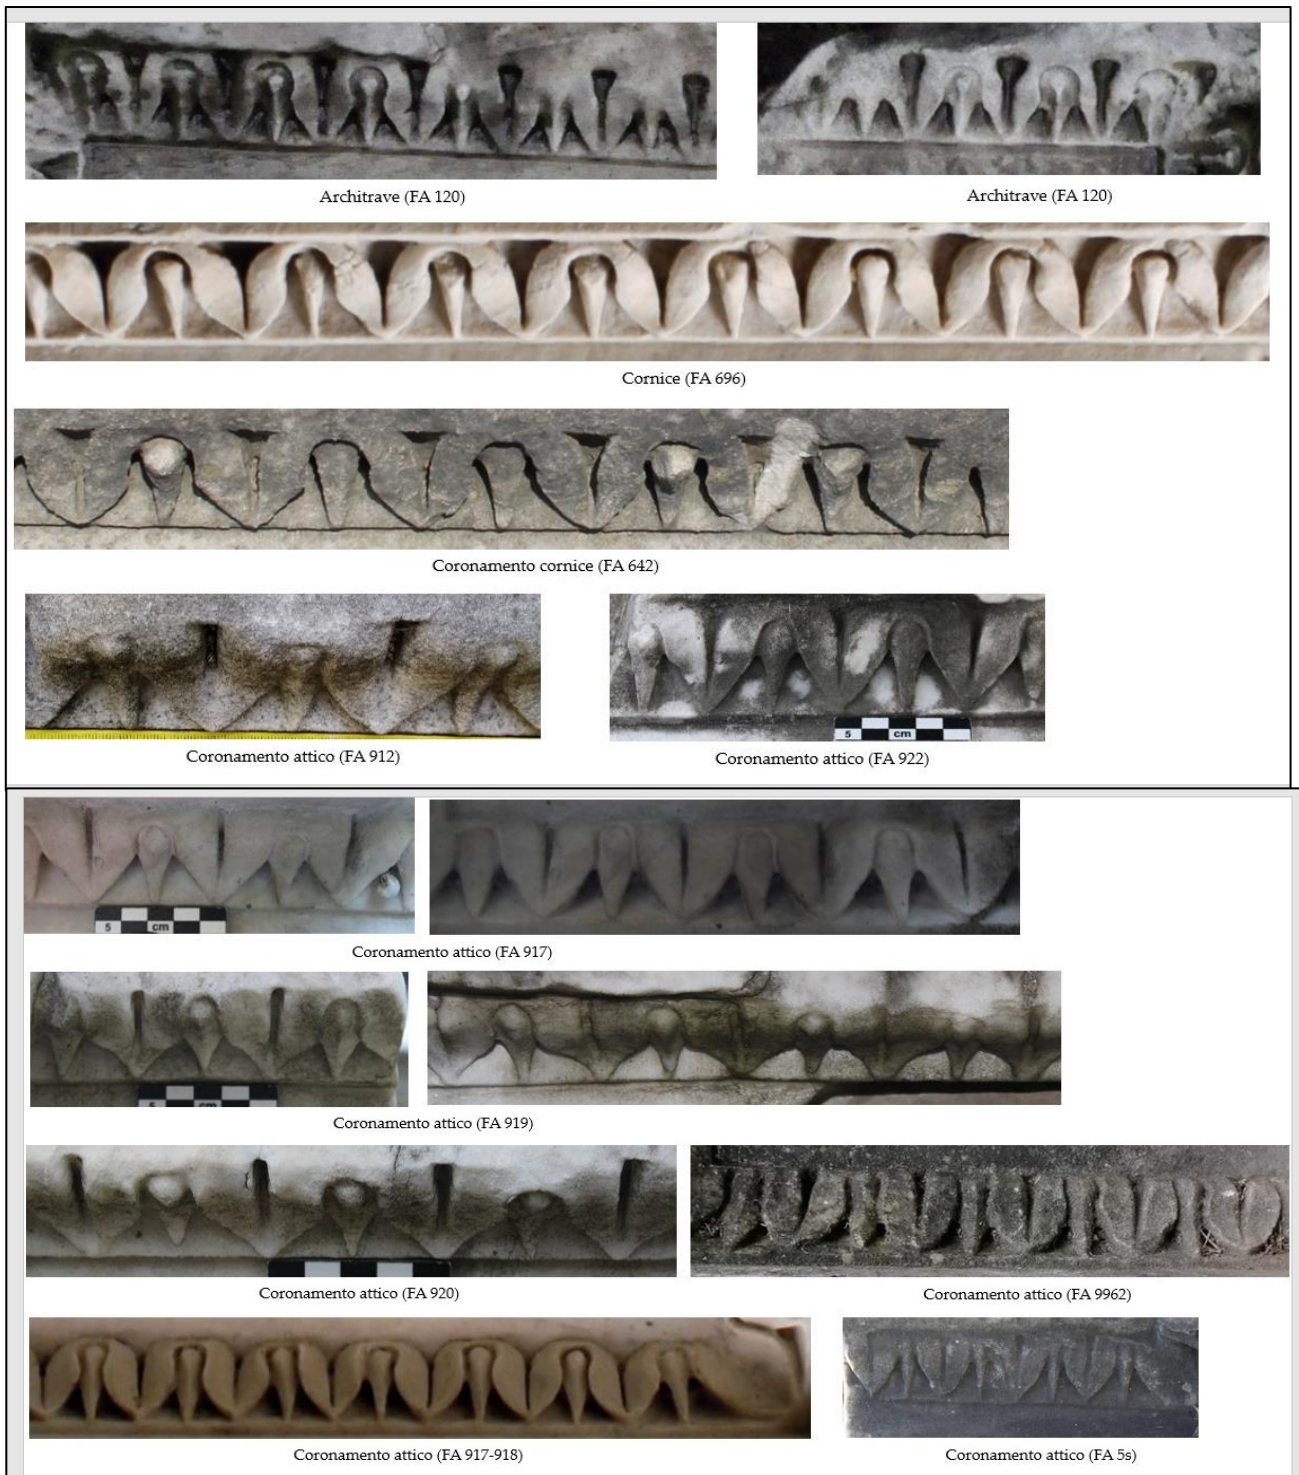 Architrave (FA 120)
Architrave (FA 120)
Cornice (FA 696)
Coronamento cornice (FA 642)
5 cm
Coronamento attico (FA 912)
Coronamento attico (FA 922)
5 cm
Coronamento attico (FA 917)
5 cm
Coronamento attico (FA 919)
Coronamento attico (FA 920)
Coronamento attico (FA 9962)
Coronamento attico (FA 917-918)
Coronamento attico (FA 5s)